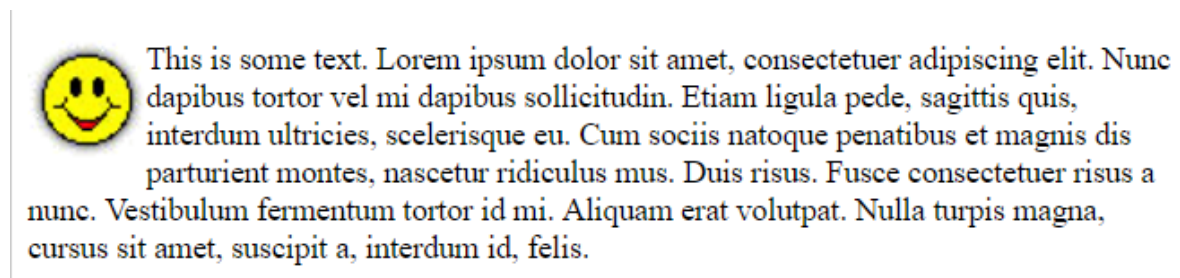 This is some text. Lorem ipsum dolor sit amet, consectetuer adipiscing elit. Nunc
dapibus tortor vel mi dapibus sollicitudin. Etiam ligula pede, sagittis quis,
interdum ultricies, scelerisque eu. Cum sociis natoque penatibus et magnis dis
parturient montes, nascetur ridiculus mus. Duis risus. Fusce consectetuer risus a
nunc. Vestibulum fermentum tortor id mi. Aliquam erat volutpat. Nulla turpis magna,
cursus sit amet, suscipit a, interdum id, felis.